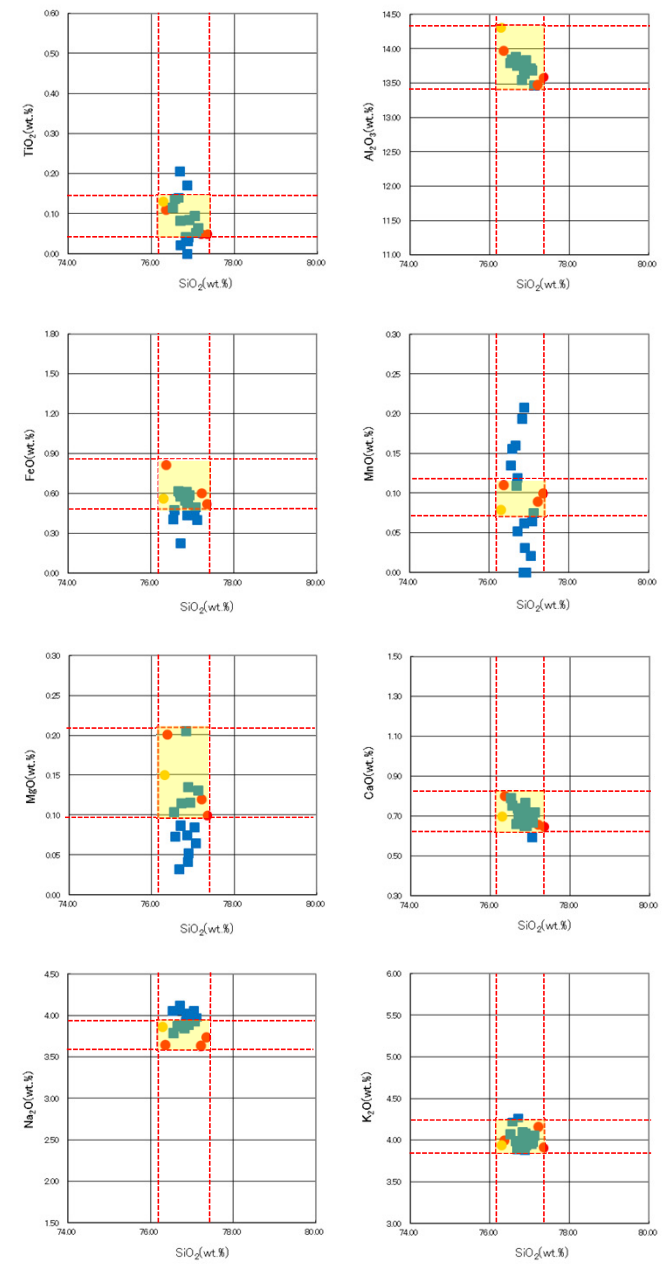 0.60
0.50
0.40
0.30
0.20
0.10
0.00
TiO2(wt.%)
74.00 76.00 78.00 80.00
SiO2(wt.%)
14.50
14.00
13.50
13.00
12.50
12.00
11.50
11.00
Al2O3(wt.%)
74.00 76.00 78.00 80.00
SiO2(wt.%)
1.80
1.50
1.20
0.90
0.60
0.30
0.00
FeO(wt.%)
74.00 76.00 78.00 80.00
SiO2(wt.%)
0.30
0.25
0.20
0.15
0.10
0.05
0.00
MnO(wt.%)
74.00 76.00 78.00 80.00
SiO2(wt.%)
0.30
0.25
0.20
0.15
0.10
0.05
0.00
MgO(wt.%)
74.00 76.00 78.00 80.00
SiO2(wt.%)
1.50
1.30
1.10
0.90
0.70
0.50
0.30
CaO(wt.%)
74.00 76.00 78.00 80.00
SiO2(wt.%)
4.50
4.00
3.50
3.00
2.50
2.00
1.50
Na2O(wt.%)
74.00 76.00 78.00 80.00
SiO2(wt.%)
6.00
5.50
5.00
4.50
4.00
3.50
3.00
K2O(wt.%)
74.00 76.00 78.00 80.00
SiO2(wt.%)